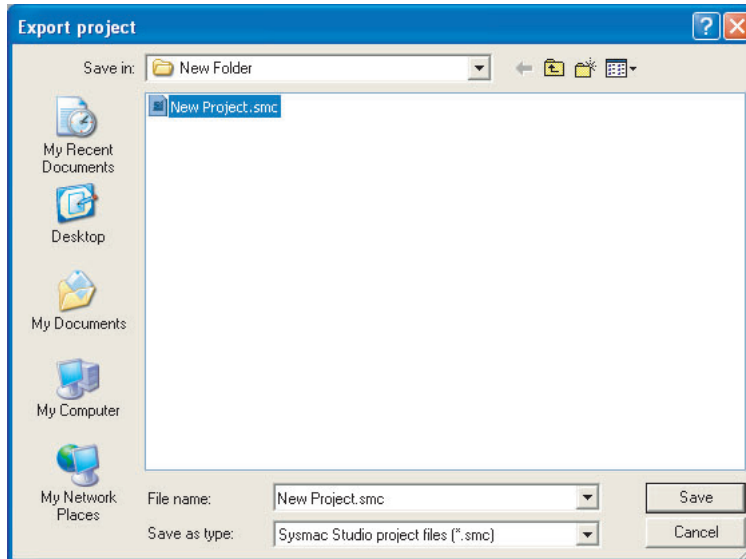 Export project
Save in:
New Folder
New Project.smc
My Recent
Documents
Desktop
My Documents
My Computer
My Network
Places
File name:
New Project.smc
Save
Save as type:
Sysmac Studio project files (*.smc)
Cancel